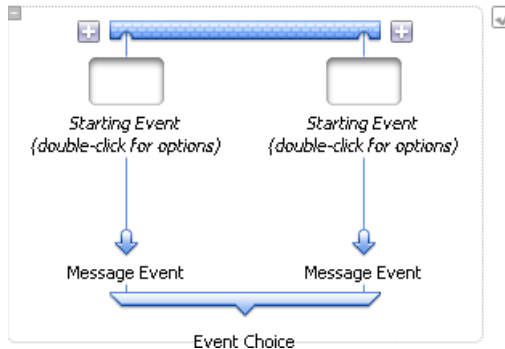 Starting Event
(double-click for options)
Starting Event
(double-click for options)
Message Event
Message Event
Event Choice